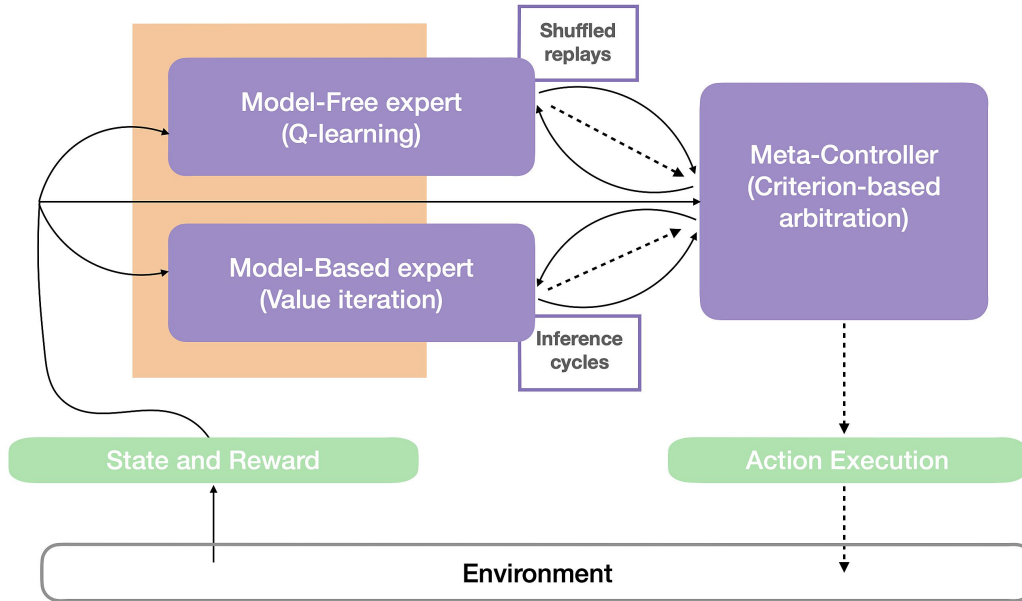 Shuffled
replays
Model-Free expert
(Q-learning)
Meta-Controller
(Criterion-based
arbitration)
Model-Based expert
(Value iteration)
Inference
cycles
State and Reward
Action Execution
Environment